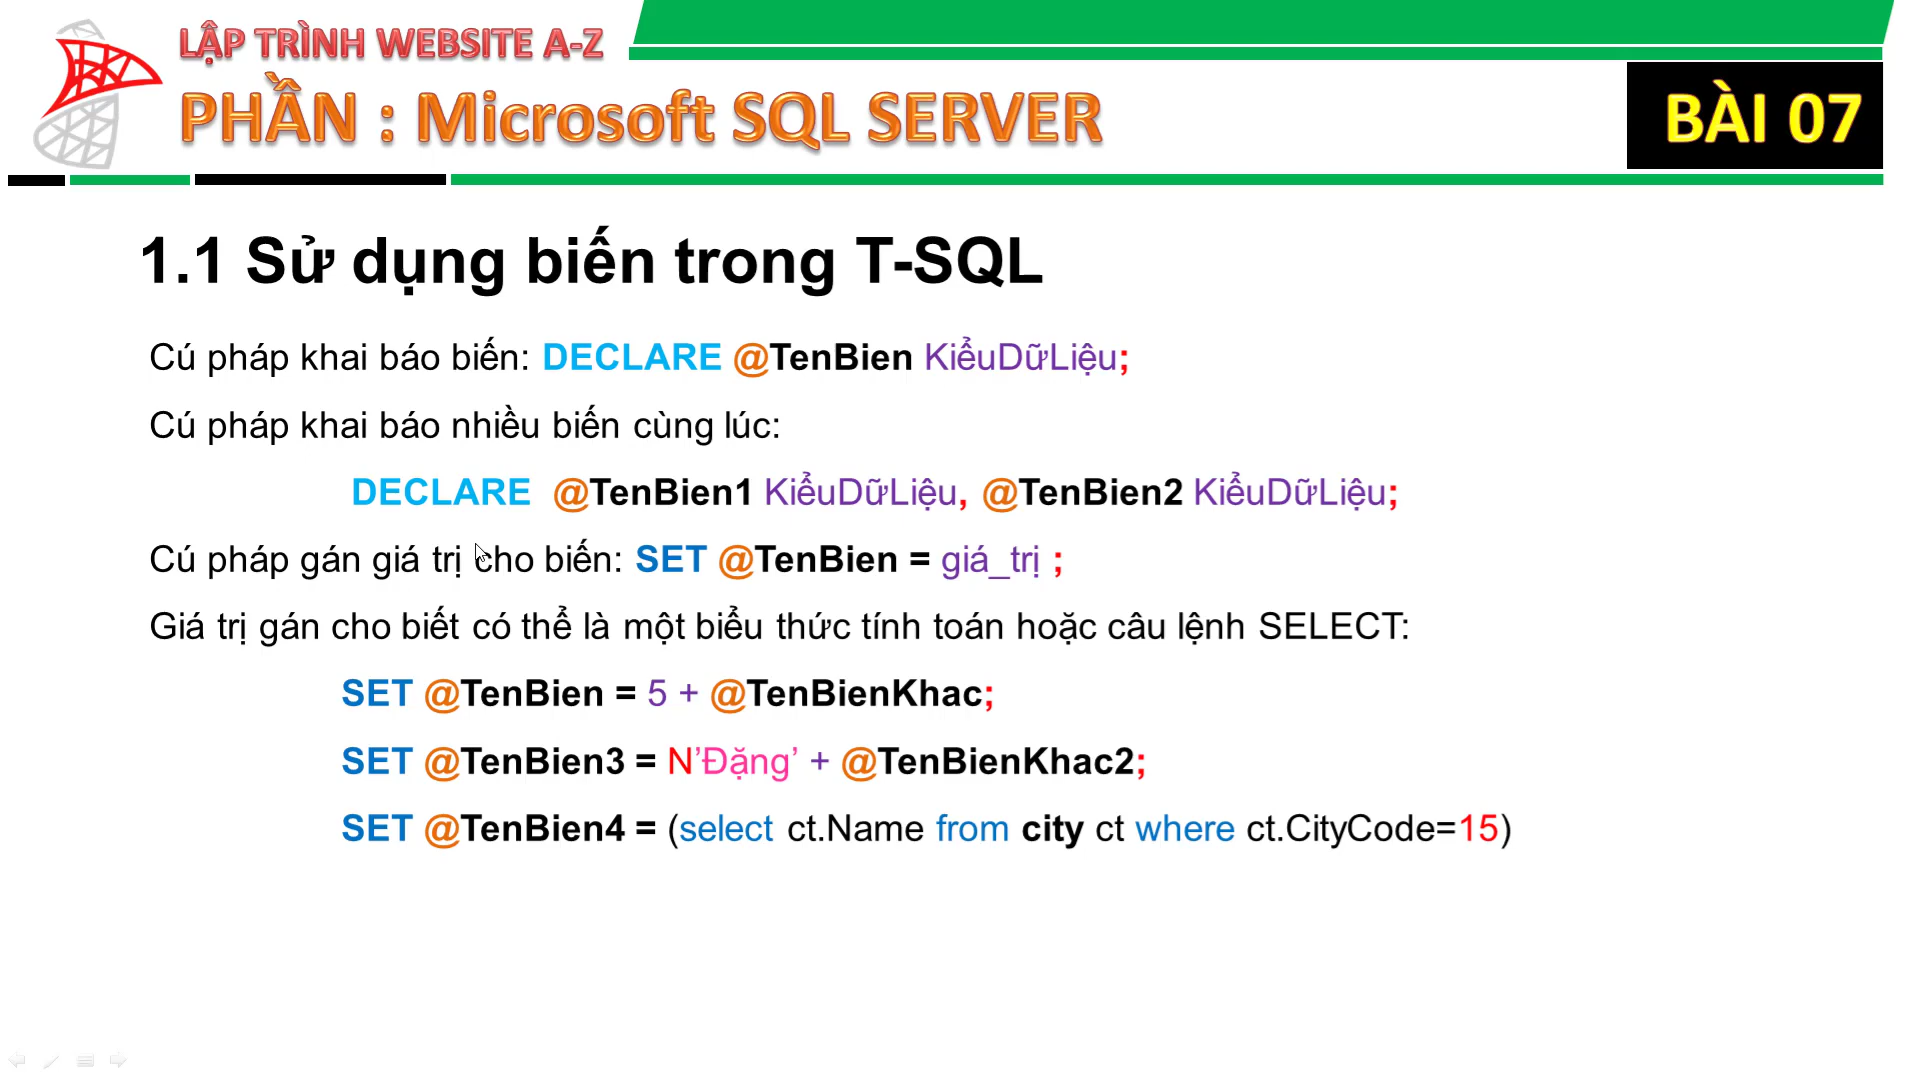 LẬP TRÌNH WEBSITE A-Z
PHẦN : Microsoft SQL SERVER
BÀI 07
1.1 Sử dụng biến trong T-SQL
Cú pháp khai báo biến: DECLARE @TenBien KiểuDữLiệu;
Cú pháp khai báo nhiều biến cùng lúc:
DECLARE @TenBien1 KiểuDữLiệu, @TenBien2 KiểuDữLiệu;
Cú pháp gán giá trị cho biến: SET @TenBien = giá_trị ;
Giá trị gán cho biết có thể là một biểu thức tính toán hoặc câu lệnh SELECT:
SET @TenBien = 5 + @TenBienKhac;
SET @TenBien3 = N’Đặng’ + @TenBienKhac2;
SET @TenBien4 = (select ct.Name from city ct where ct.CityCode=15)